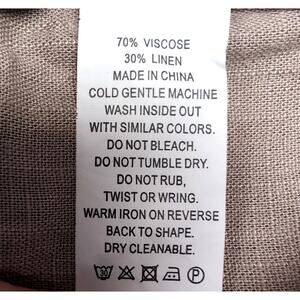 70% VISCOSE
30% LINEN
MADE IN CHINA
COLD GENTLE MACHINE
WASH INSIDE OUT
WITH SIMILAR COLORS.
DO NOT BLEACH.
DO NOT TUMBLE DRY.
DO NOT RUB,
TWIST OR WRING.
WARM IRON ON REVERSE
BACK TO SHAPE.
DRY CLEANABLE.
P